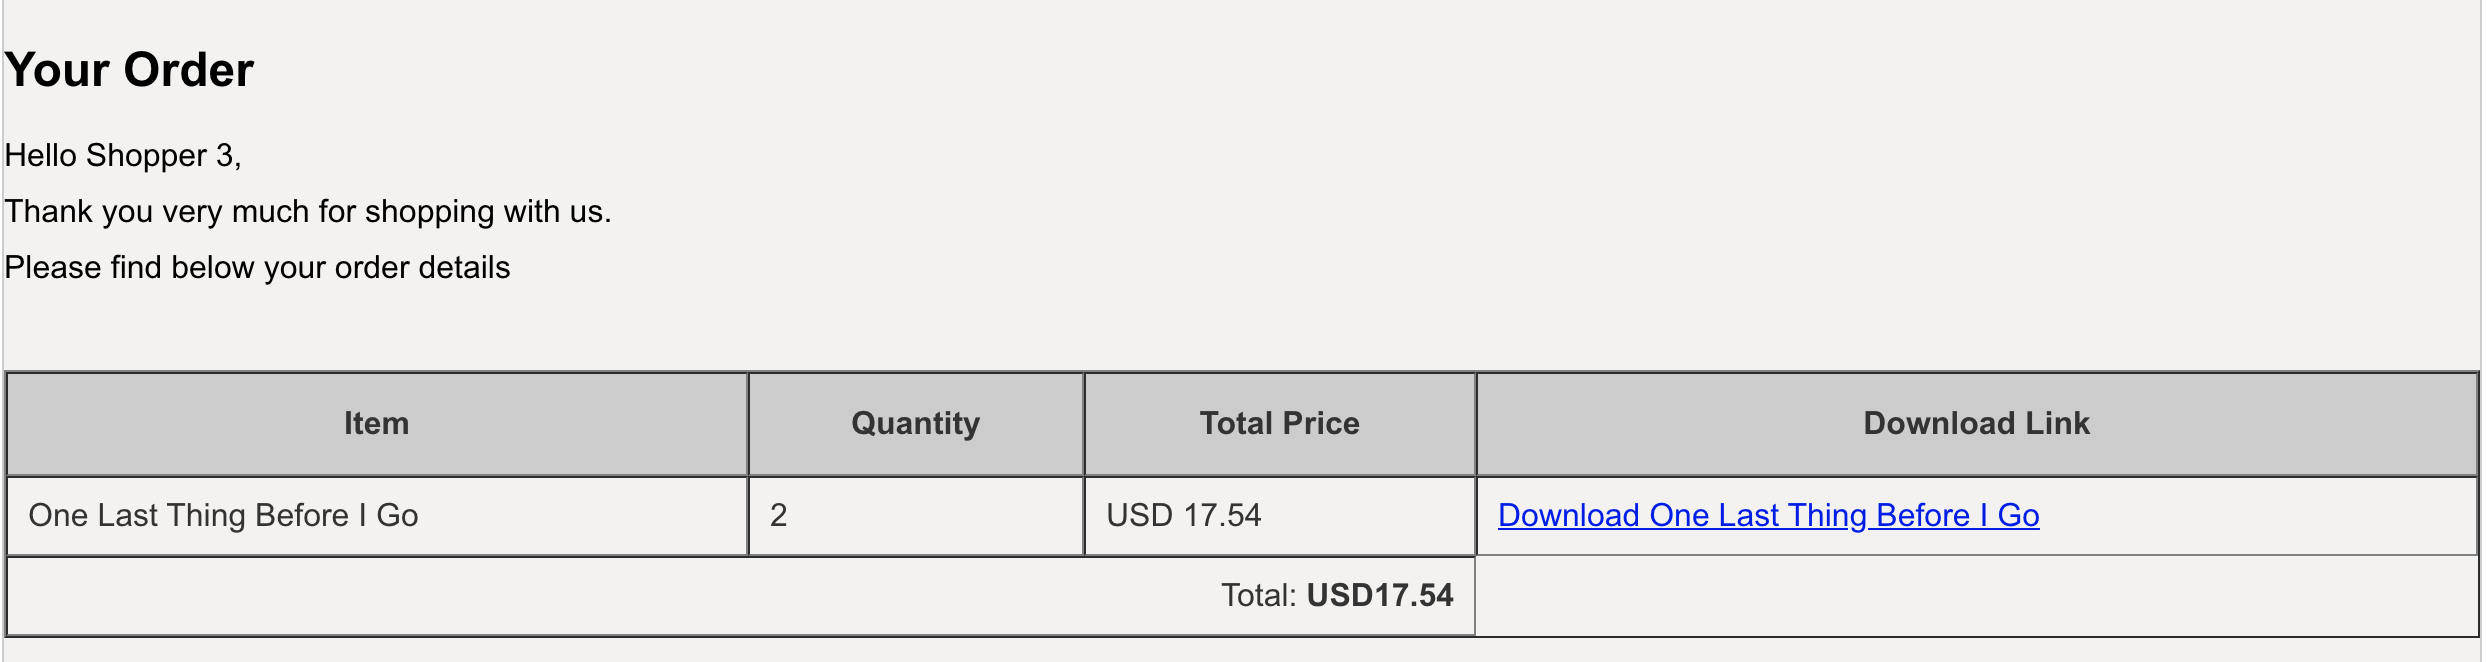 Your Order
Hello Shopper 3,
Thank you very much for shopping with us.
Please find below your order details
Item Quantity Total Price Download Link
One Last Thing Before I Go 2 USD 17.54 Download One Last Thing Before I Go
Total: USD17.54